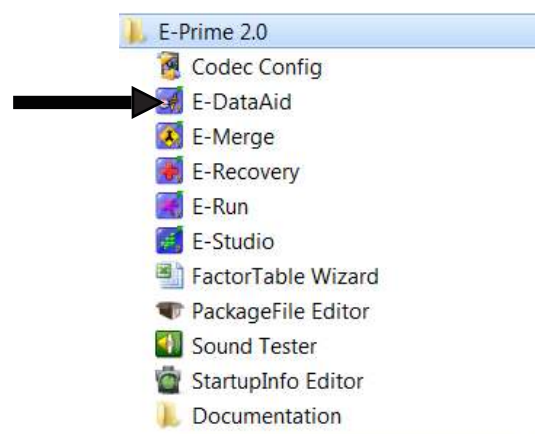 E-Prime 2.0
Codec Config
E-DataAid
E-Merge
E-Recovery
E-Run
E-Studio
FactorTable Wizard
PackageFile Editor
Sound Tester
StartupInfo Editor
Documentation